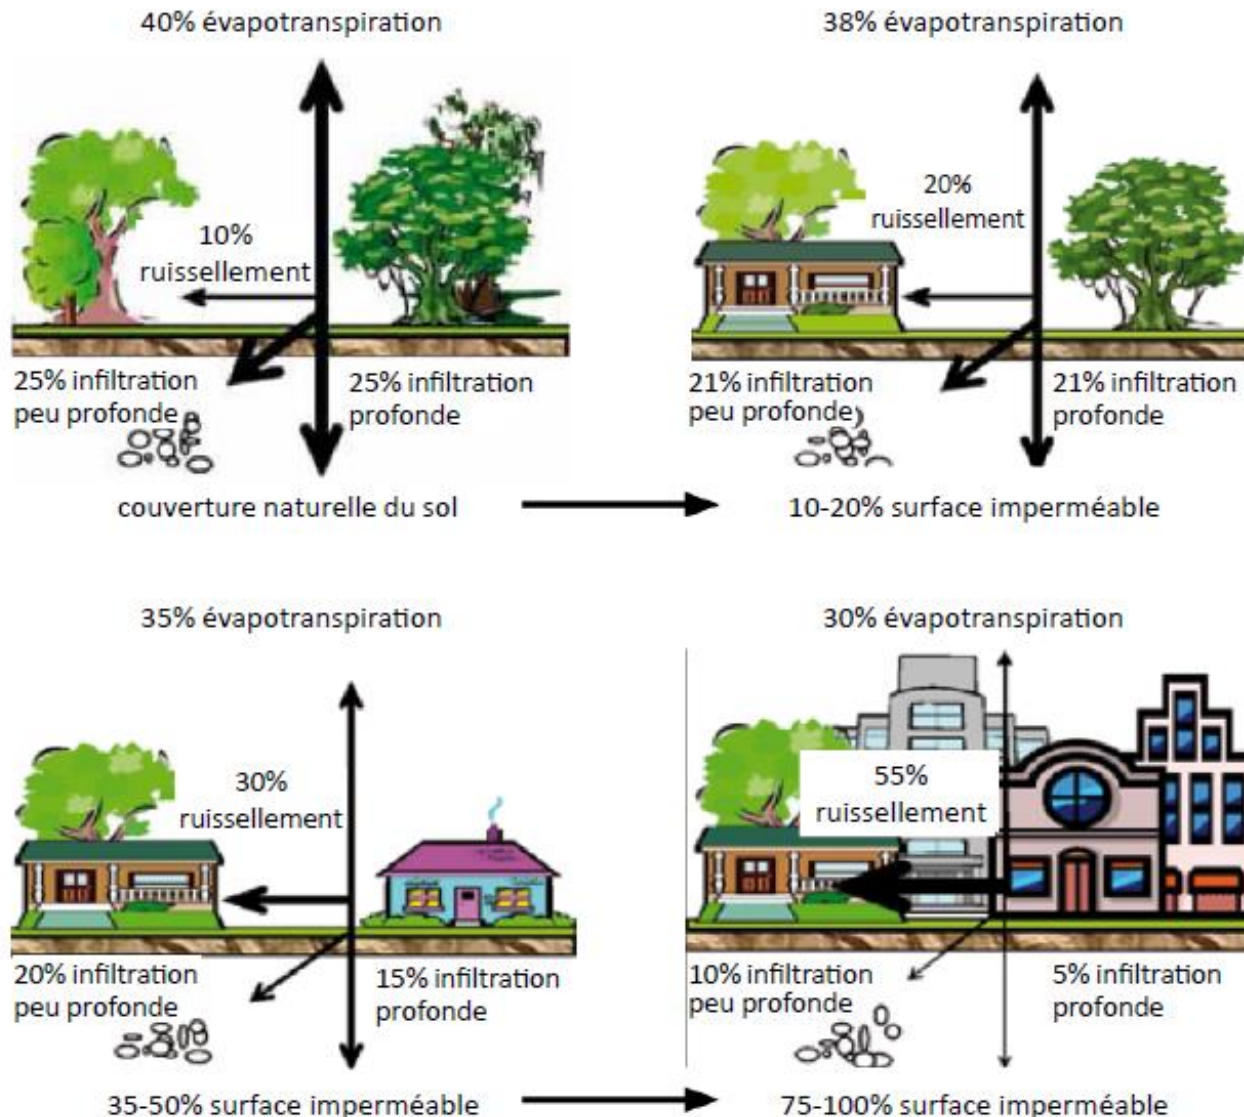 40% évapotranspiration
10%
ruissellement
25% infiltration
peu profonde
25% infiltration
profonde
couverture naturelle du sol
38% évapotranspiration
20%
ruissellement
21% infiltration
peu profonde
21% infiltration
profonde
10-20% surface imperméable
35% évapotranspiration
30%
ruissellement
20% infiltration
peu profonde
15% infiltration
profonde
35-50% surface imperméable
30% évapotranspiration
55%
ruissellement
10% infiltration
peu profonde
5% infiltration
profonde
75-100% surface imperméable